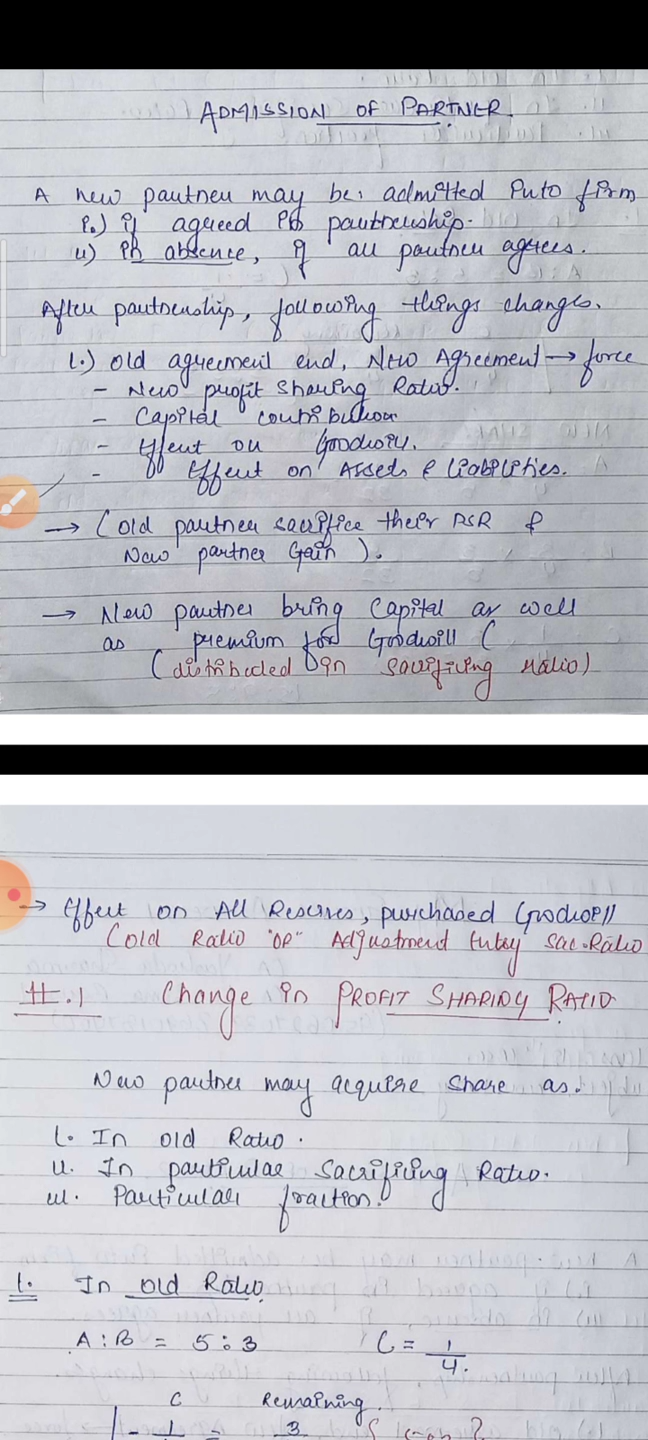 ADMISSION OF PARTNER.
A new partner may be admitted into firm
i.) if agreed in partnership.
ii) in absence, if all partner agrees.
After partnership, following things changes.
1.) old agreement end, New Agreement → force
- New profit Sharing Ratio.
- Capital contribution
- Effect on Goodwill.
- Effect on Assets & liabilities.
→ (old partner sacrifice their PSR &
New partner Gain).
→ New partner bring Capital as well
as premium for Goodwill (
(distributed in sacrificing ratio)
→ Effect on All Reserves, purchased Goodwill
(old Ratio "OR" Adjustment entry Sac. Ratio
#.1 Change in PROFIT SHARING RATIO
New partner may acquire share as.
i. In old Ratio.
ii. In particular Sacrificing Ratio.
iii. Particular fraction.
1. In old Ratio.
A : B = 5 : 3 C = 1/4.
C Remaining.
1 - 1 = 3